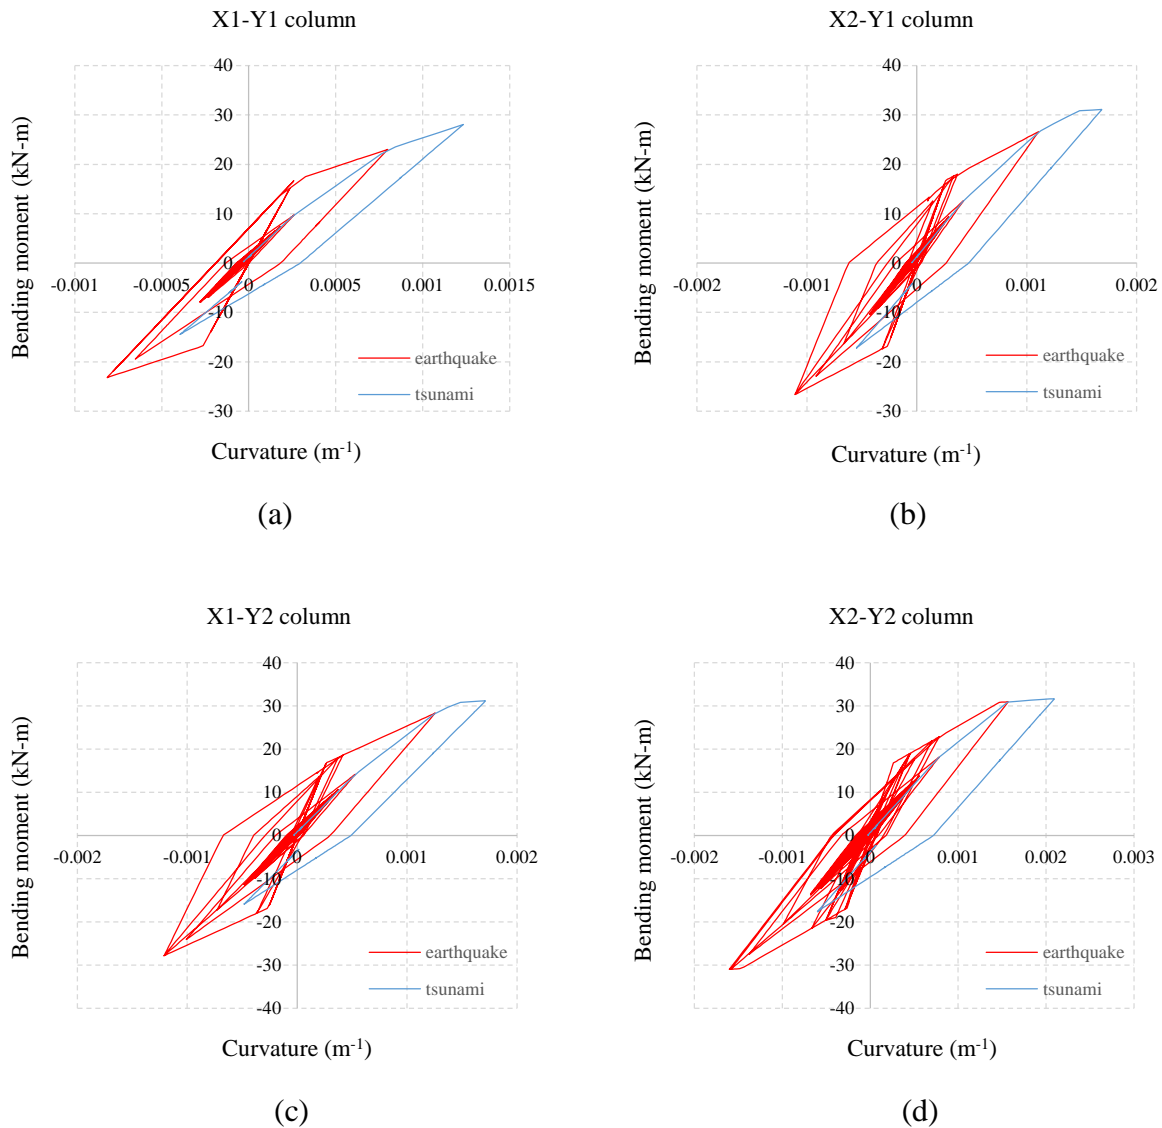 X1-Y1 column
40
30
20
10
0
-10
-20
-30
-0.001 -0.0005 0 0.0005 0.001 0.0015
Bending moment (kN-m)
Curvature (m-1)
earthquake
tsunami
(a)
X2-Y1 column
40
30
20
10
0
-10
-20
-30
-0.002 -0.001 0 0.001 0.002
Bending moment (kN-m)
Curvature (m-1)
earthquake
tsunami
(b)
X1-Y2 column
40
30
20
10
0
-10
-20
-30
-40
-0.002 -0.001 0 0.001 0.002
Bending moment (kN-m)
Curvature (m-1)
earthquake
tsunami
(c)
X2-Y2 column
40
30
20
10
0
-10
-20
-30
-40
-0.002 -0.001 0 0.001 0.002 0.003
Bending moment (kN-m)
Curvature (m-1)
earthquake
tsunami
(d)